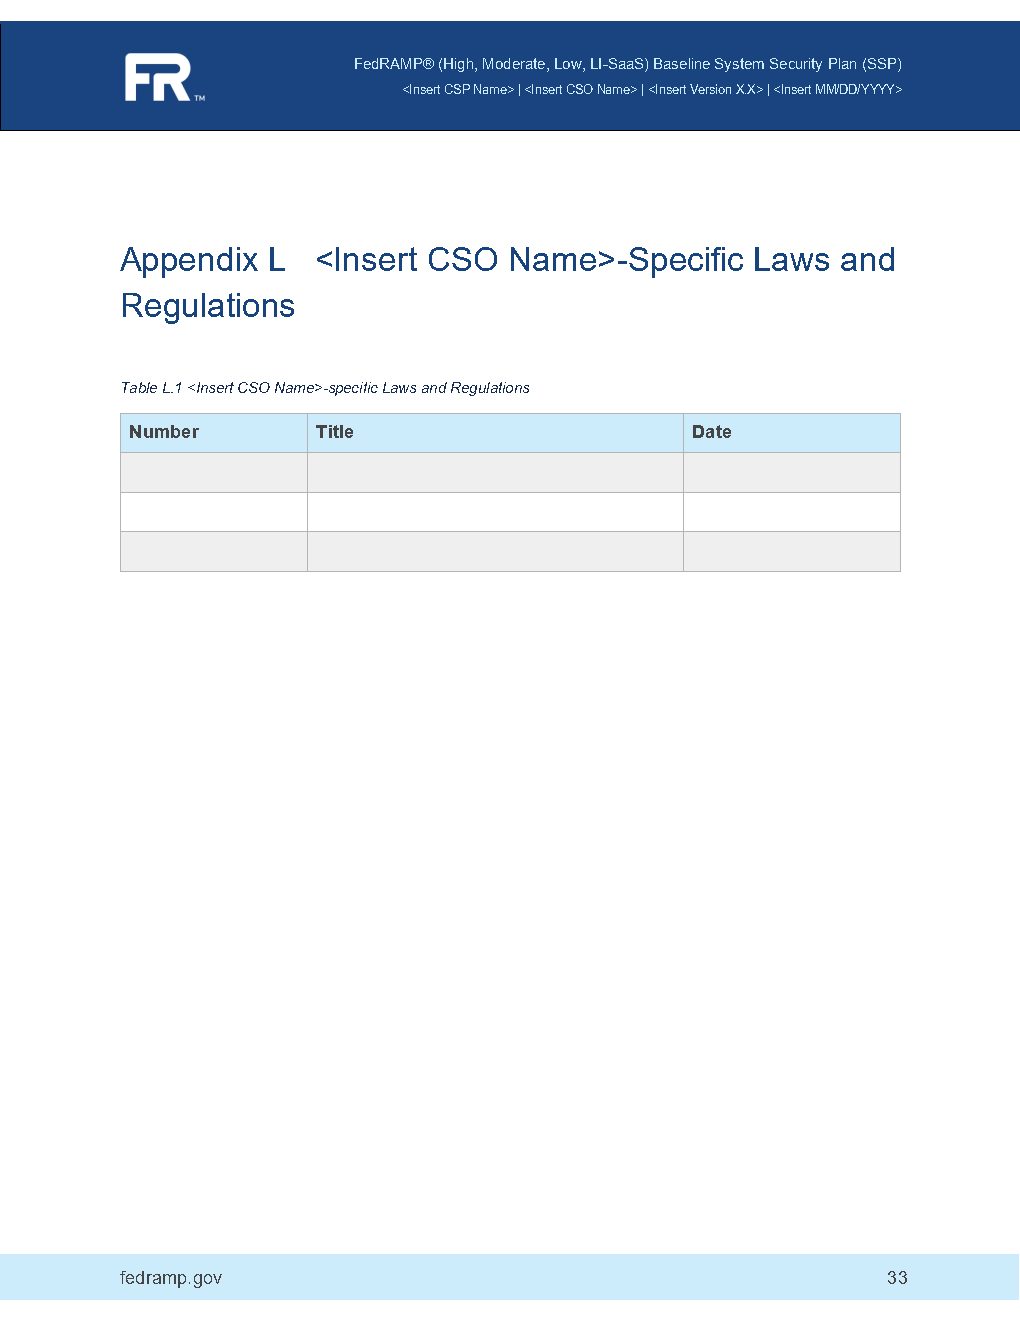 FR™
FedRAMP® (High, Moderate, Low, LI-SaaS) Baseline System Security Plan (SSP)
<Insert CSP Name> | <Insert CSO Name> | <Insert Version X.X> | <Insert MM/DD/YYYY>
Appendix L <Insert CSO Name>-Specific Laws and
Regulations
Table L.1 <Insert CSO Name>-specific Laws and Regulations
Number Title Date
fedramp.gov 33